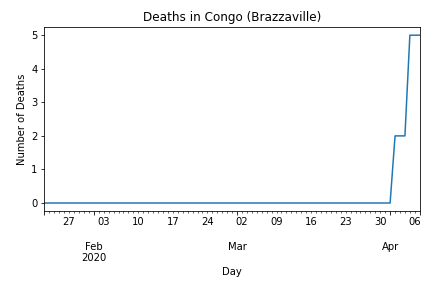 Deaths in Congo (Brazzaville)
5
4
3
2
1
0
Number of Deaths
27 03 10 17 24 02 09 16 23 30 06
Feb Mar Apr
2020
Day